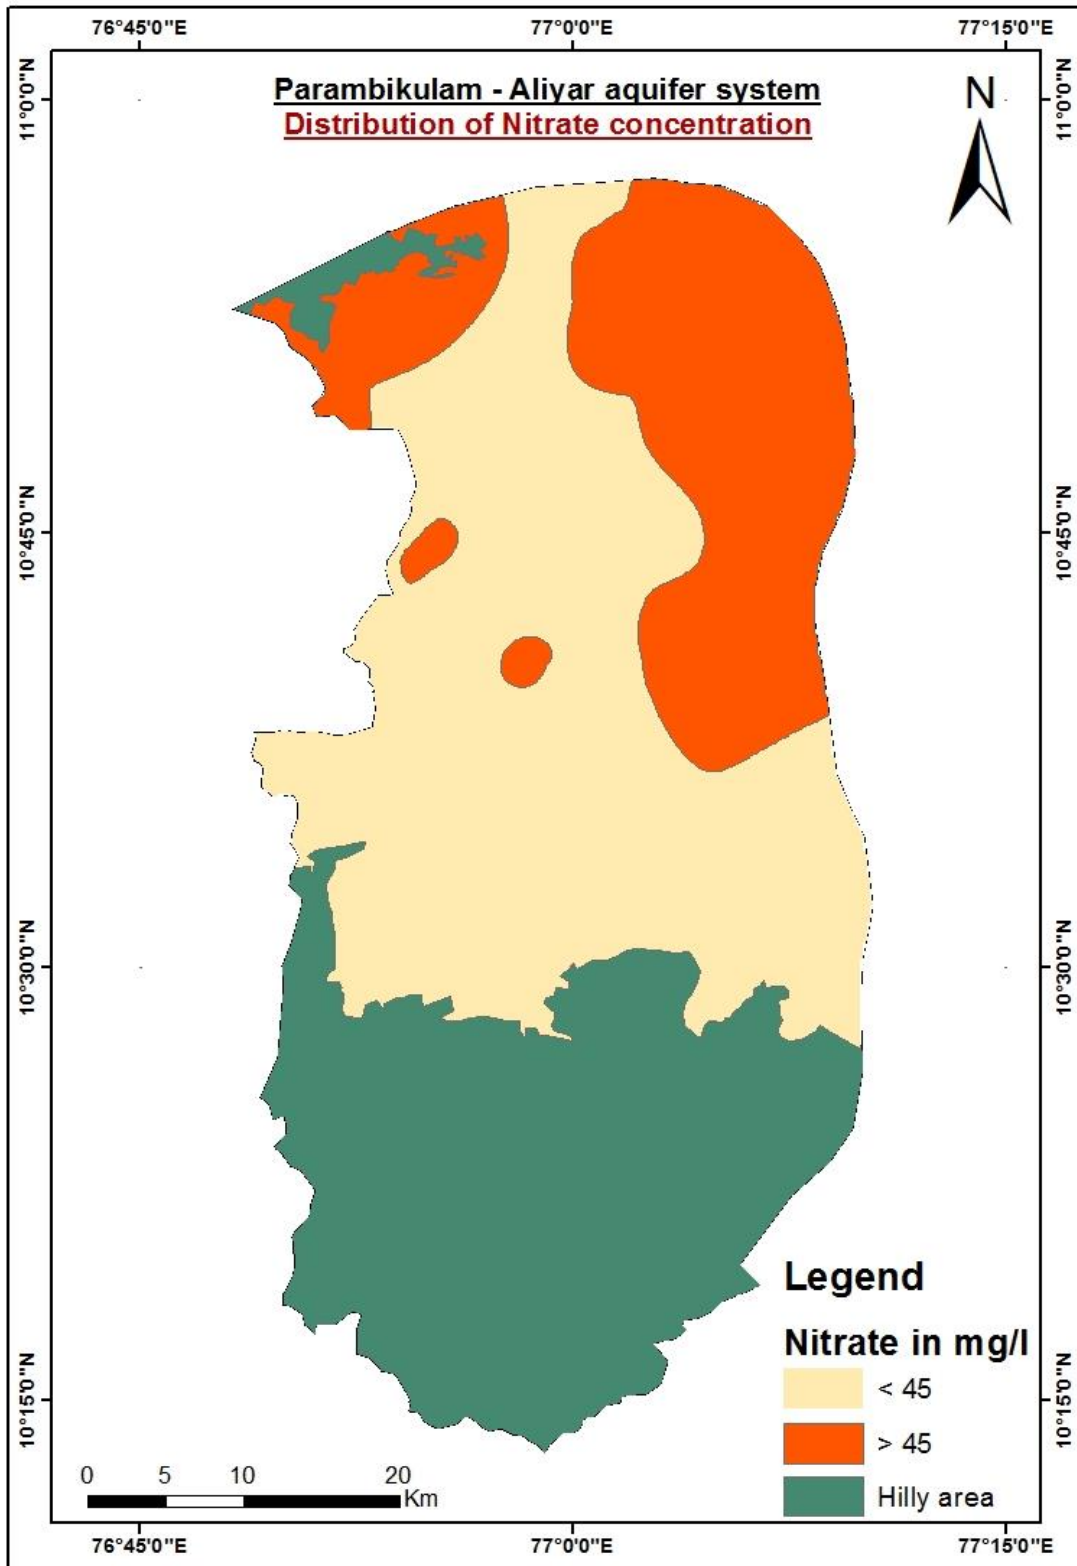 76°45'0"E 77°0'0"E 77°15'0"E
11°0'0"N
Parambikulam - Aliyar aquifer system
Distribution of Nitrate concentration
N
11°0'0"N
10°45'0"N
10°45'0"N
10°30'0"N
10°30'0"N
Legend
Nitrate in mg/l
< 45
> 45
Hilly area
10°15'0"N
10°15'0"N
0 5 10 20
Km
76°45'0"E 77°0'0"E 77°15'0"E